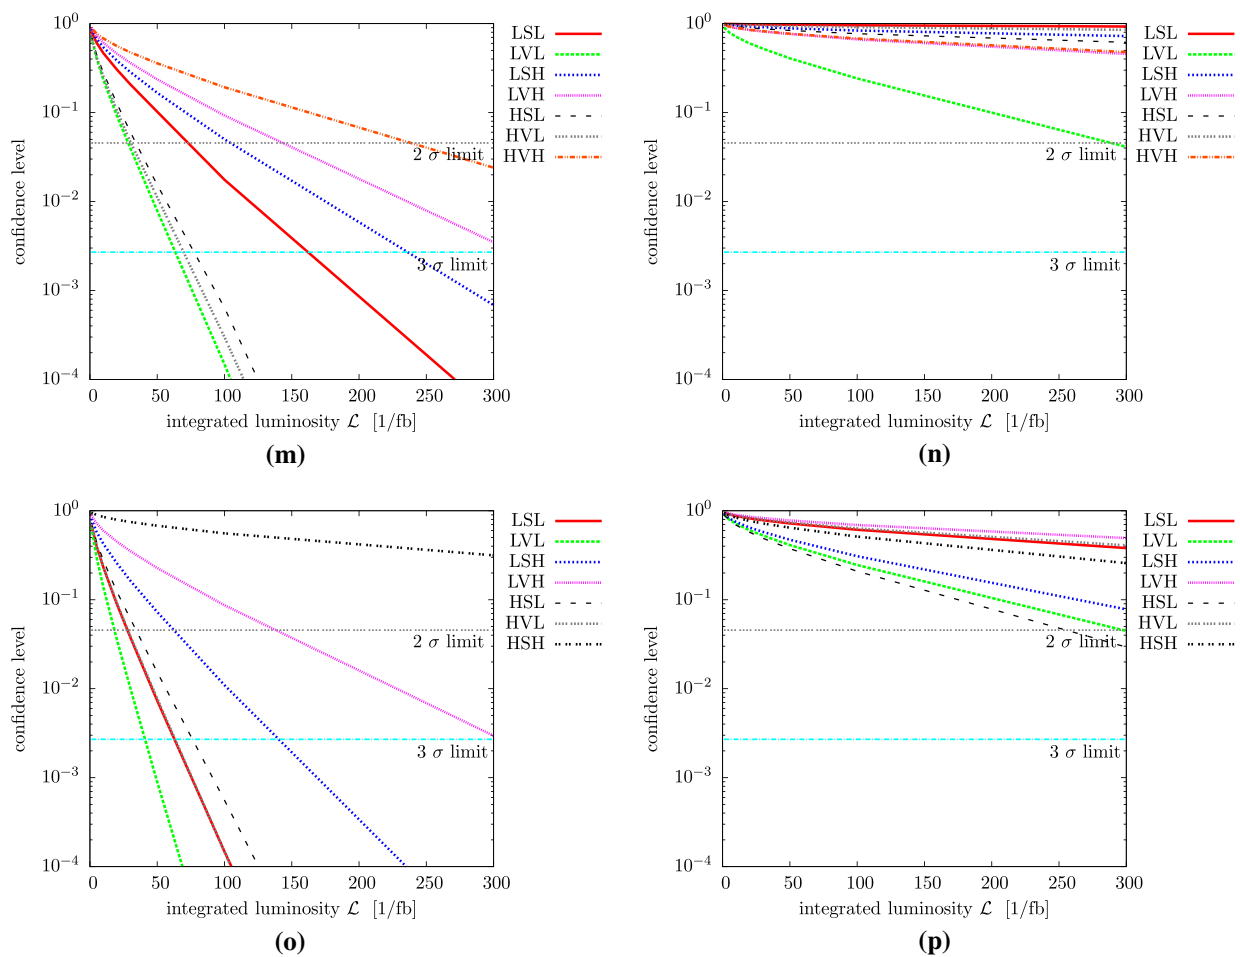 10^0
10^-1
10^-2
10^-3
10^-4
confidence level
0 50 100 150 200 250 300
integrated luminosity ℒ [1/fb]
2 σ limit
3 σ limit
LSL
LVL
LSH
LVH
HSL
HVL
HVH
(m)
10^0
10^-1
10^-2
10^-3
10^-4
confidence level
0 50 100 150 200 250 300
integrated luminosity ℒ [1/fb]
2 σ limit
3 σ limit
LSL
LVL
LSH
LVH
HSL
HVL
HVH
(n)
10^0
10^-1
10^-2
10^-3
10^-4
confidence level
0 50 100 150 200 250 300
integrated luminosity ℒ [1/fb]
2 σ limit
3 σ limit
LSL
LVL
LSH
LVH
HSL
HVL
HSH
(o)
10^0
10^-1
10^-2
10^-3
10^-4
confidence level
0 50 100 150 200 250 300
integrated luminosity ℒ [1/fb]
2 σ limit
3 σ limit
LSL
LVL
LSH
LVH
HSL
HVL
HSH
(p)